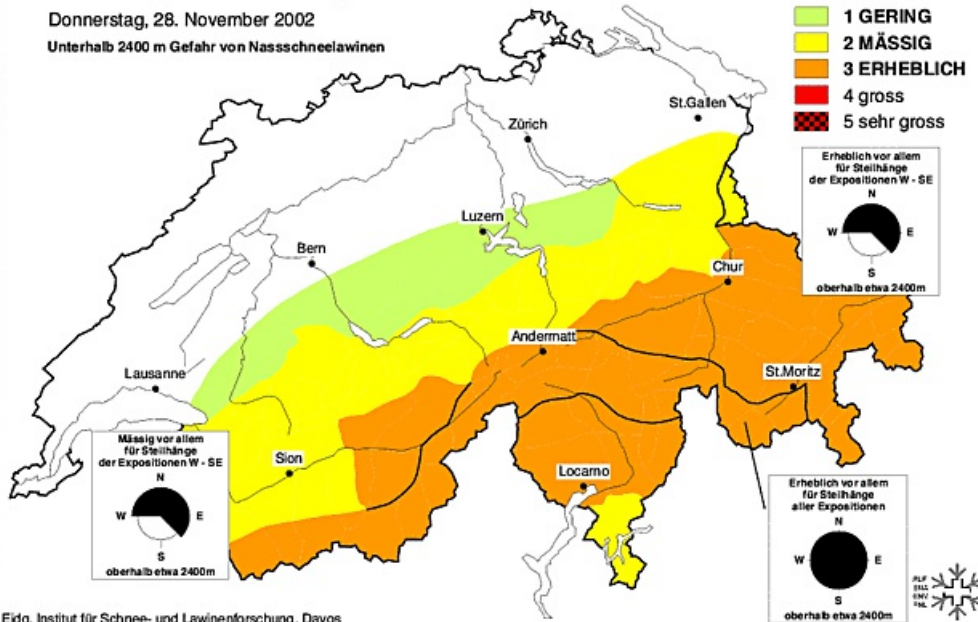 Donnerstag, 28. November 2002
Unterhalb 2400 m Gefahr von Nassschneelawinen
1 GERING
2 MÄSSIG
3 ERHEBLICH
4 gross
5 sehr gross
St.Gallen
Zürich
Erheblich vor allem
für Steilhänge
der Expositionen W - SE
N
W E
S
oberhalb etwa 2400m
Luzern
Bern
Chur
Andermatt
St.Moritz
Lausanne
Mässig vor allem
für Steilhänge
der Expositionen W - SE
N
W E
S
oberhalb etwa 2400m
Sion
Locarno
Erheblich vor allem
für Steilhänge
aller Expositionen
N
W E
S
oberhalb etwa 2400m
Eidg. Institut für Schnee- und Lawinenforschung, Davos